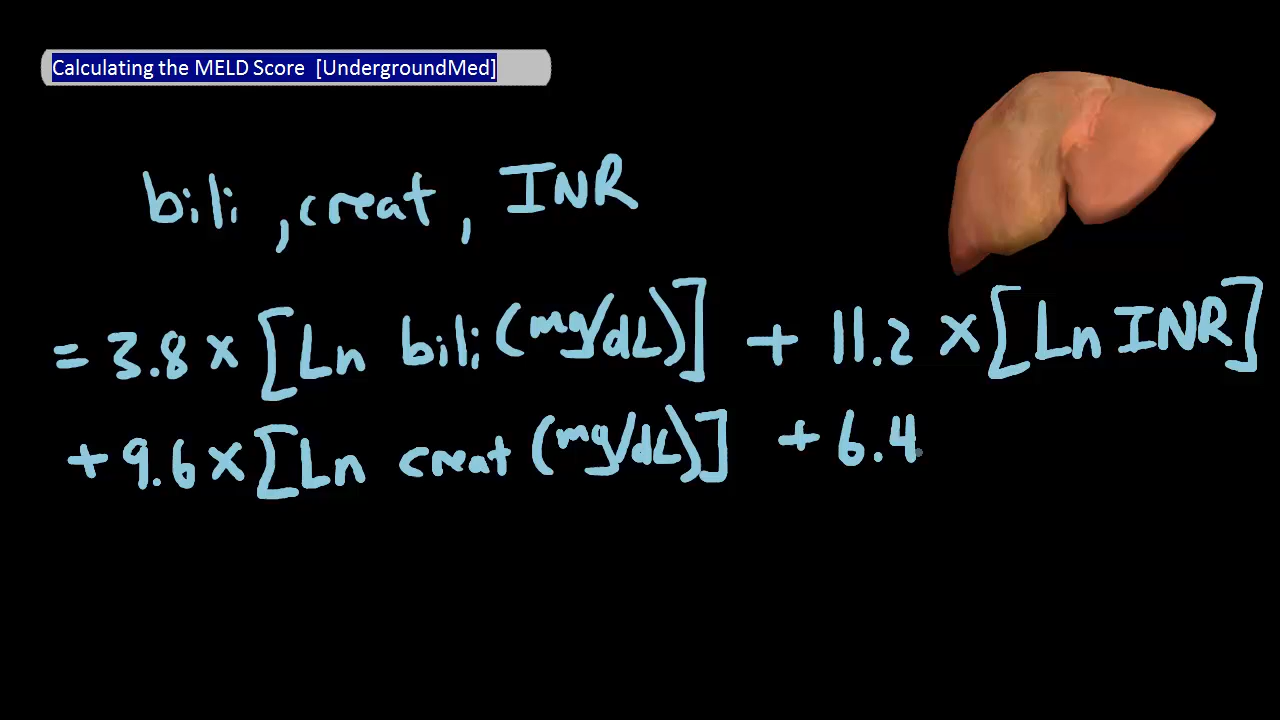 Calculating the MELD Score [UndergroundMed]
bili , creat , INR
= 3.8 x [Ln bili (mg/dL)] + 11.2 x [Ln INR]
+ 9.6 x [Ln creat (mg/dL)] + 6.4